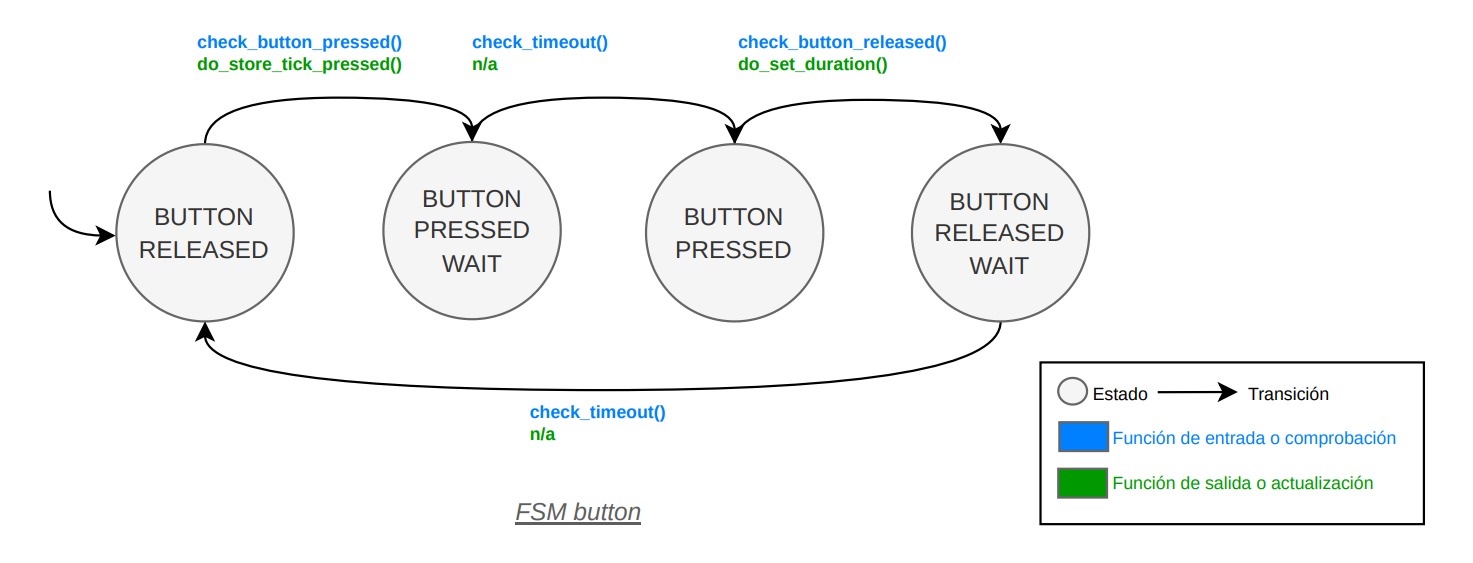 check_button_pressed()
do_store_tick_pressed()
check_timeout()
n/a
check_button_released()
do_set_duration()
BUTTON
RELEASED
BUTTON
PRESSED
WAIT
BUTTON
PRESSED
BUTTON
RELEASED
WAIT
check_timeout()
n/a
FSM button
Estado
Transición
Función de entrada o comprobación
Función de salida o actualización